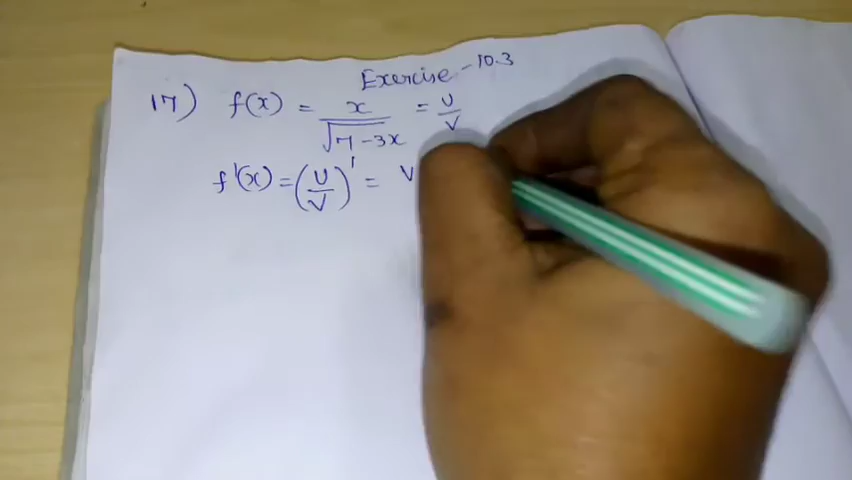 Exercise - 10.3
17) f(x) = x/√(7-3x) = U/V
f'(x) = (U/V)' = V